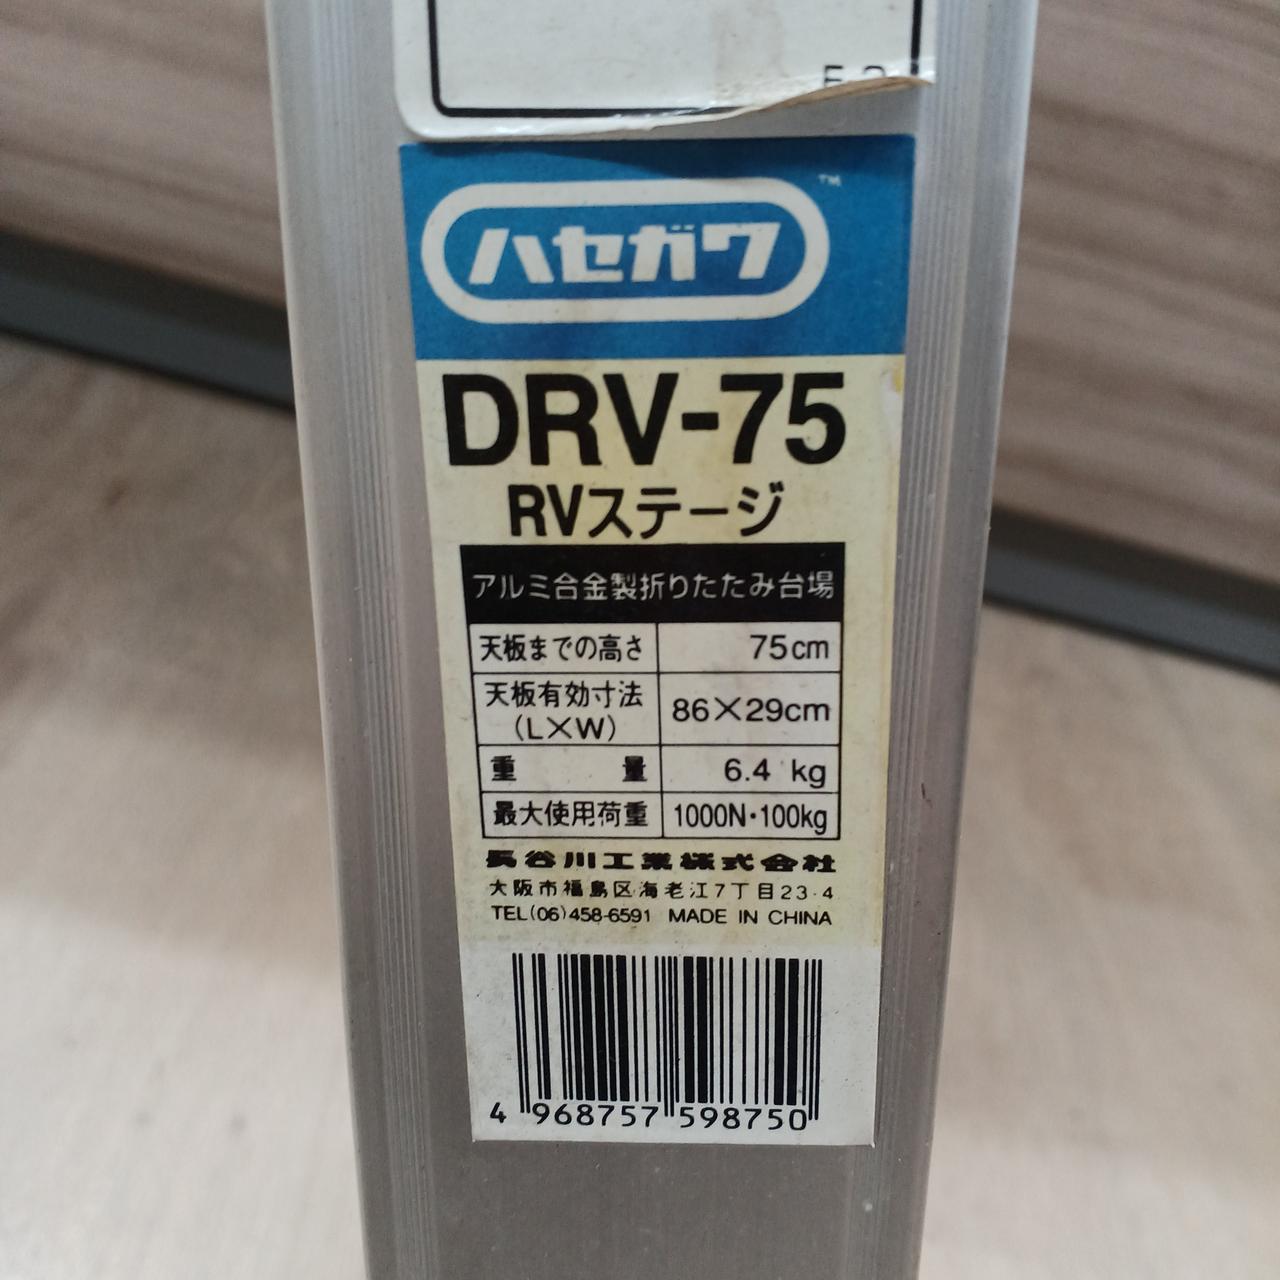 ハセガワ ™
DRV-75
RVステージ
アルミ合金製折りたたみ台場
天板までの高さ 75cm
天板有効寸法 86×29cm
(L×W)
重量 6.4 kg
最大使用荷重 1000N・100kg
長谷川工業株式会社
大阪市福島区海老江7丁目23-4
TEL(06)458-6591 MADE IN CHINA
4 968757 598750